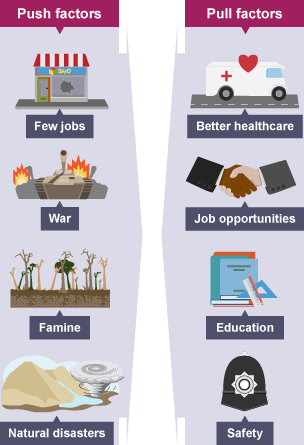 Push factors
Few jobs
War
Famine
Natural disasters
Pull factors
Better healthcare
Job opportunities
Education
Safety